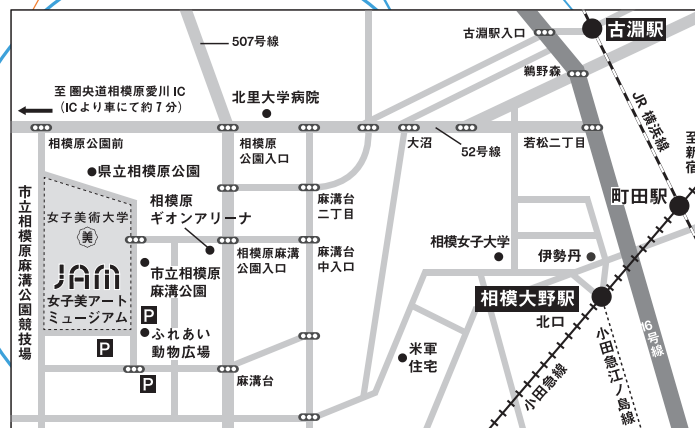 507号線
古淵駅入口
古淵駅
至 圏央道相模原愛川 IC
(ICより車にて約7分)
北里大学病院
鵜野森
JR 横浜線
至新宿
相模原公園前
相模原
公園入口
大沼
52号線
若松二丁目
県立相模原公園
町田駅
市立相模原麻溝公園競技場
女子美術大学
美
JAM
女子美アート
ミュージアム
相模原
ギオンアリーナ
麻溝台
二丁目
相模原麻溝
公園入口
麻溝台
中入口
相模女子大学
伊勢丹
市立相模原
麻溝公園
相模大野駅
北口
P
ふれあい
動物広場
P
P
麻溝台
米軍
住宅
16号線
小田急線
小田急江ノ島線